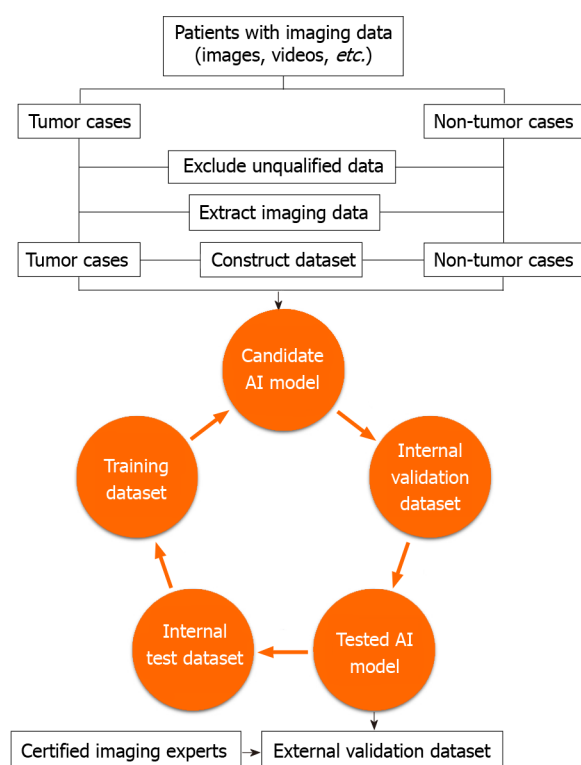 Patients with imaging data
(images, videos, etc.)
Tumor cases
Non-tumor cases
Exclude unqualified data
Extract imaging data
Tumor cases
Construct dataset
Non-tumor cases
Candidate
AI model
Internal
validation
dataset
Training
dataset
Internal
test dataset
Tested AI
model
Certified imaging experts
External validation dataset